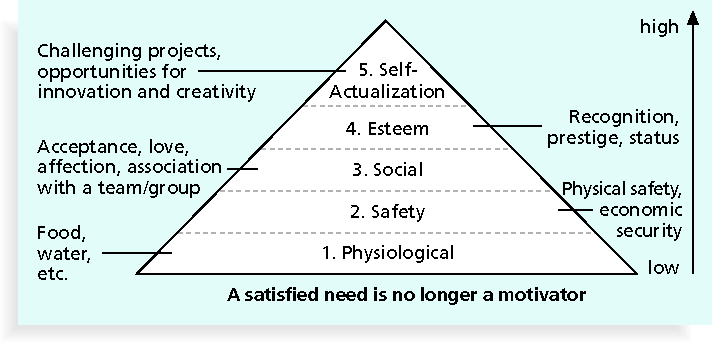 high
Challenging projects,
opportunities for
innovation and creativity
5. Self-
Actualization
4. Esteem
Recognition,
prestige, status
Acceptance, love,
affection, association
with a team/group
3. Social
2. Safety
Physical safety,
economic
security
Food,
water,
etc.
1. Physiological
low
A satisfied need is no longer a motivator